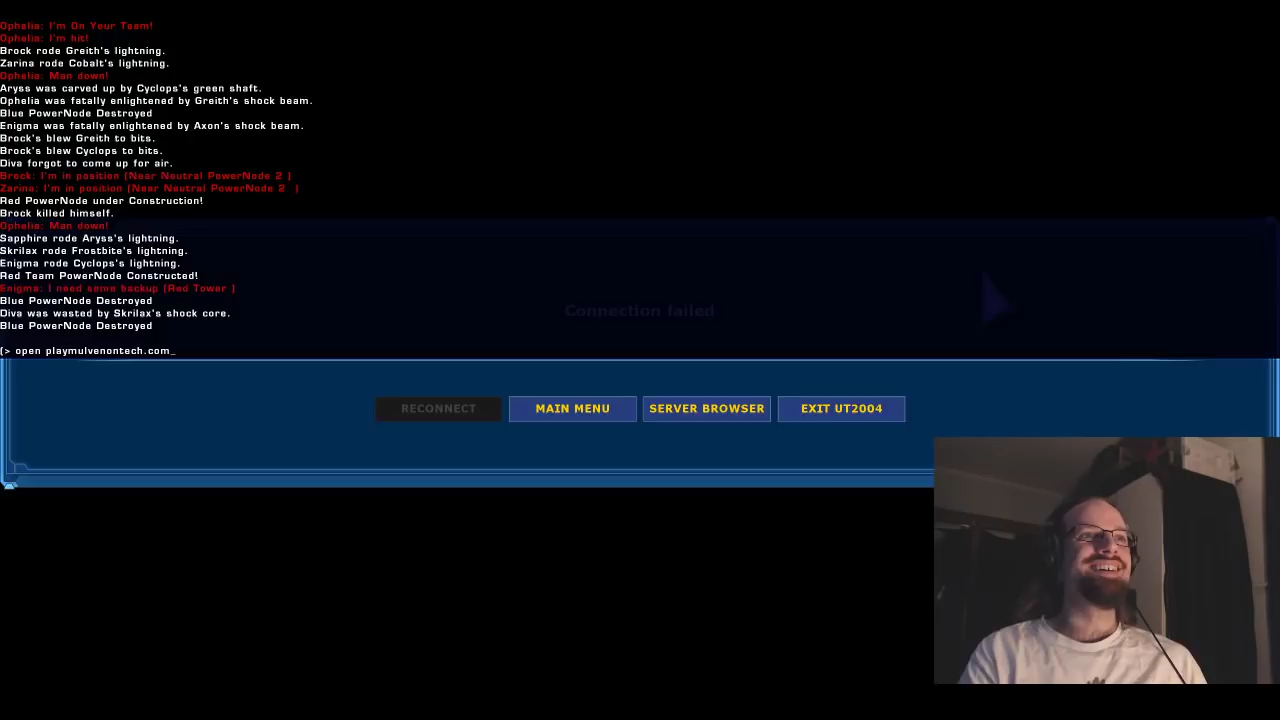 Ophelia: I'm On Your Team!
Ophelia: I'm hit!
Brock rode Greith's lightning.
Zarina rode Cobalt's lightning.
Ophelia: Man down!
Aryss was carved up by Cyclops's green shaft.
Ophelia was fatally enlightened by Greith's shock beam.
Blue PowerNode Destroyed
Enigma was fatally enlightened by Axon's shock beam.
Brock's blew Greith to bits.
Brock's blew Cyclops to bits.
Diva forgot to come up for air.
Brock: I'm in position (Near Neutral PowerNode 2 )
Zarina: I'm in position (Near Neutral PowerNode 2  )
Red PowerNode under Construction!
Brock killed himself.
Ophelia: Man down!
Sapphire rode Aryss's lightning.
Skrilax rode Frostbite's lightning.
Enigma rode Cyclops's lightning.
Red Team PowerNode Constructed!
Enigma: I need some backup (Red Tower )
Blue PowerNode Destroyed
Diva was wasted by Skrilax's shock core.
Blue PowerNode Destroyed
Connection failed
(> open playmulvenontech.com_
RECONNECT MAIN MENU SERVER BROWSER EXIT UT2004